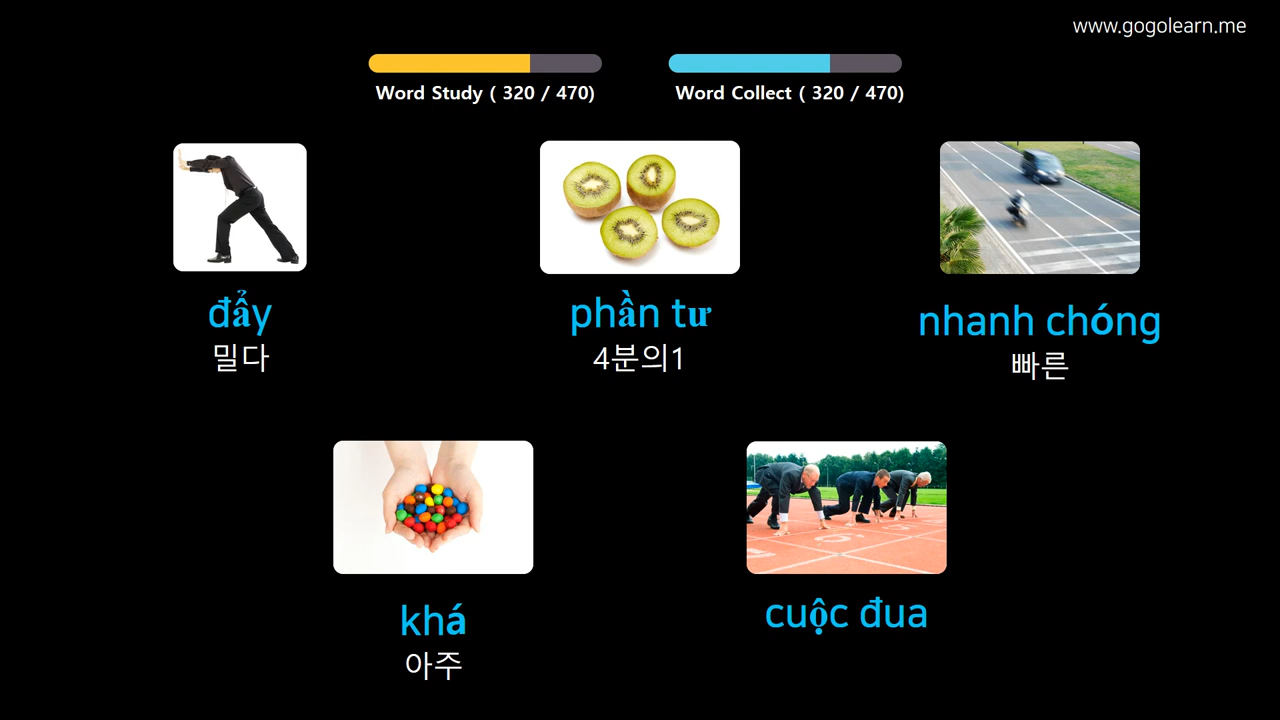 www.gogolearn.me
Word Study ( 320 / 470)
Word Collect ( 320 / 470)
đẩy
밀다
phần tư
4분의1
nhanh chóng
빠른
khá
아주
cuộc đua